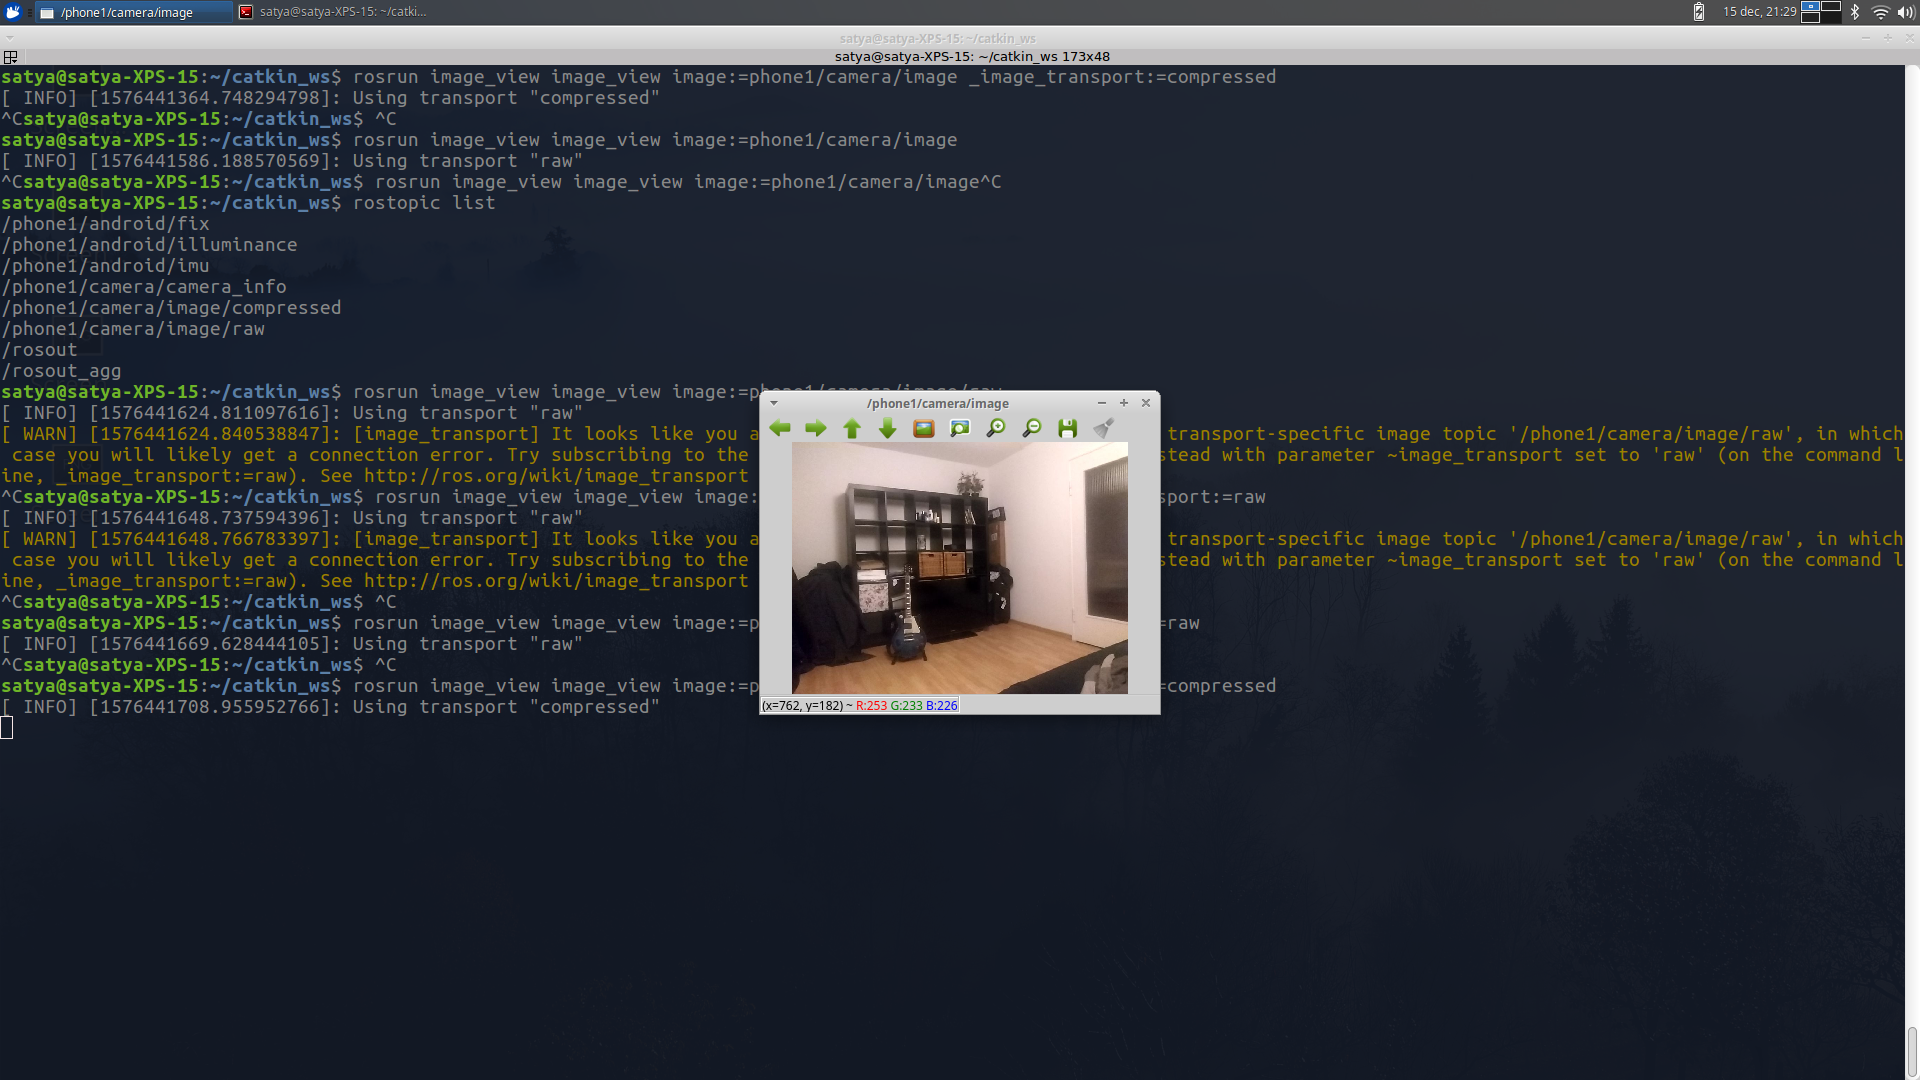 /phone1/camera/image
satya@satya-XPS-15: ~/catki...
15 dec, 21:29
satya@satya-XPS-15: ~/catkin_ws
satya@satya-XPS-15: ~/catkin_ws 173x48
satya@satya-XPS-15:~/catkin_ws$ rosrun image_view image_view image:=phone1/camera/image _image_transport:=compressed
[ INFO] [1576441364.748294798]: Using transport "compressed"
^Csatya@satya-XPS-15:~/catkin_ws$ ^C
satya@satya-XPS-15:~/catkin_ws$ rosrun image_view image_view image:=phone1/camera/image
[ INFO] [1576441586.188570569]: Using transport "raw"
^Csatya@satya-XPS-15:~/catkin_ws$ rosrun image_view image_view image:=phone1/camera/image^C
satya@satya-XPS-15:~/catkin_ws$ rostopic list
/phone1/android/fix
/phone1/android/illuminance
/phone1/android/imu
/phone1/camera/camera_info
/phone1/camera/image/compressed
/phone1/camera/image/raw
/rosout
/rosout_agg
satya@satya-XPS-15:~/catkin_ws$ rosrun image_view image_view image:=phone1/camera/image/raw
[ INFO] [1576441624.811097616]: Using transport "raw"
[ WARN] [1576441624.840538847]: [image_transport] It looks like you a transport-specific image topic '/phone1/camera/image/raw', in which
case you will likely get a connection error. Try subscribing to the stead with parameter ~image_transport set to 'raw' (on the command l
ine, _image_transport:=raw). See http://ros.org/wiki/image_transport
^Csatya@satya-XPS-15:~/catkin_ws$ rosrun image_view image_view image: sport:=raw
[ INFO] [1576441648.737594396]: Using transport "raw"
[ WARN] [1576441648.766783397]: [image_transport] It looks like you a transport-specific image topic '/phone1/camera/image/raw', in which
case you will likely get a connection error. Try subscribing to the stead with parameter ~image_transport set to 'raw' (on the command l
ine, _image_transport:=raw). See http://ros.org/wiki/image_transport
^Csatya@satya-XPS-15:~/catkin_ws$ ^C
satya@satya-XPS-15:~/catkin_ws$ rosrun image_view image_view image:=p =raw
[ INFO] [1576441669.628444105]: Using transport "raw"
^Csatya@satya-XPS-15:~/catkin_ws$ ^C
satya@satya-XPS-15:~/catkin_ws$ rosrun image_view image_view image:=p =compressed
[ INFO] [1576441708.955952766]: Using transport "compressed"
/phone1/camera/image
(x=762, y=182) ~ R:253 G:233 B:226